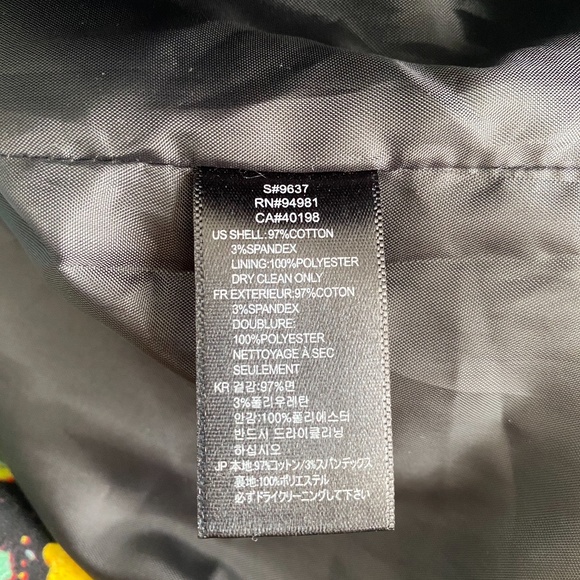 S#9637
RN#94981
CA#40198
US SHELL:97%COTTON
3%SPANDEX
LINING:100%POLYESTER
DRY CLEAN ONLY
FR EXTERIEUR:97%COTON
3%SPANDEX
DOUBLURE:
100%POLYESTER
NETTOYAGE À SEC
SEULEMENT
KR 겉감:97%면
3%폴리우레탄
안감:100%폴리에스터
반드시 드라이클리닝
하십시오
JP 本地:97%コットン/3%スパンデックス
裏地:100%ポリエステル
必ずドライクリーニングして下さい